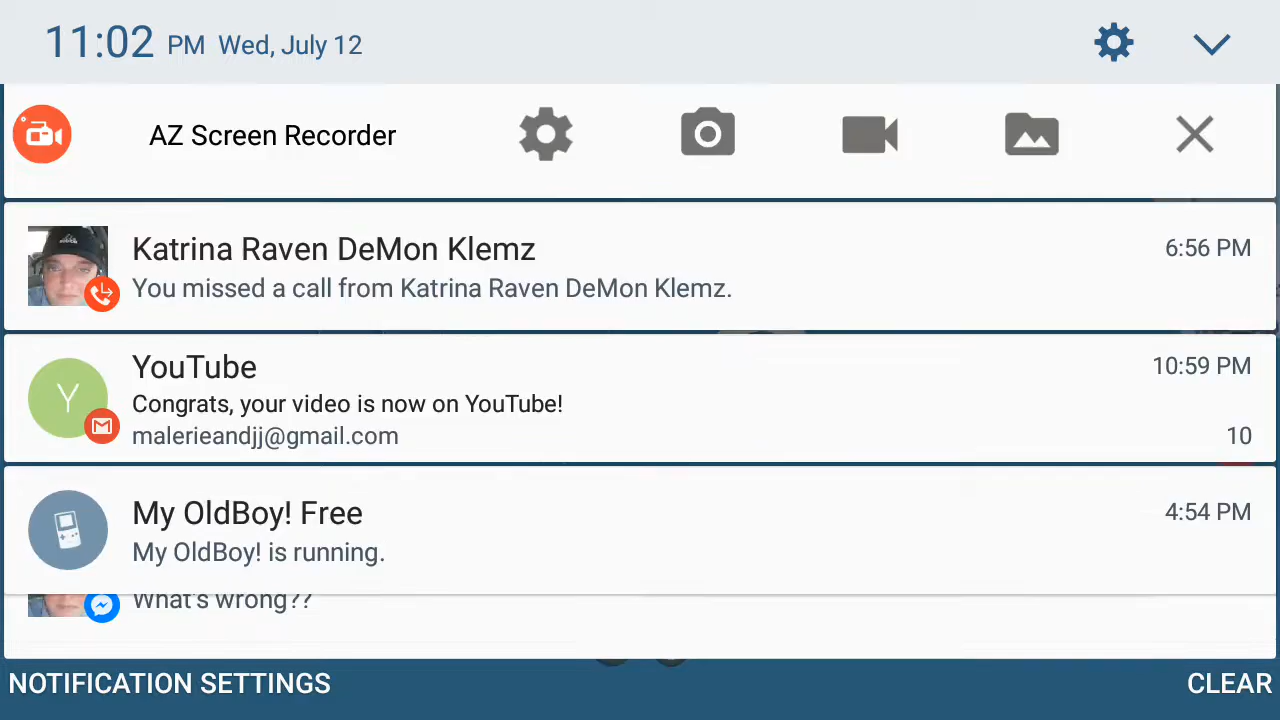 11:02 PM Wed, July 12
AZ Screen Recorder
Katrina Raven DeMon Klemz 6:56 PM
You missed a call from Katrina Raven DeMon Klemz.
Y
YouTube 10:59 PM
Congrats, your video is now on YouTube!
malerieandjj@gmail.com 10
My OldBoy! Free 4:54 PM
My OldBoy! is running.
What's wrong??
NOTIFICATION SETTINGS CLEAR